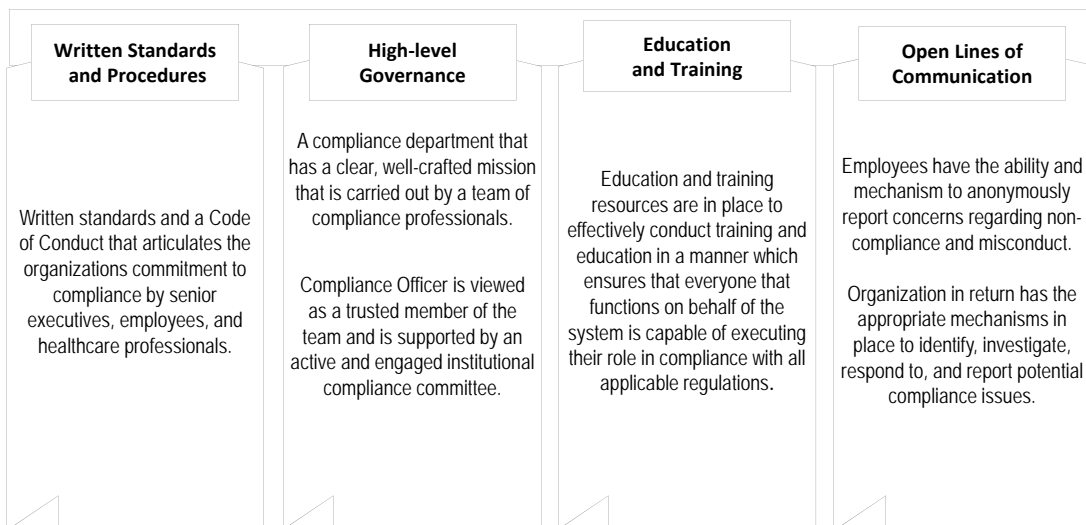 Written Standards
and Procedures
Written standards and a Code
of Conduct that articulates the
organizations commitment to
compliance by senior
executives, employees, and
healthcare professionals.
High-level
Governance
A compliance department that
has a clear, well-crafted mission
that is carried out by a team of
compliance professionals.
Compliance Officer is viewed
as a trusted member of the
team and is supported by an
active and engaged institutional
compliance committee.
Education
and Training
Education and training
resources are in place to
effectively conduct training and
education in a manner which
ensures that everyone that
functions on behalf of the
system is capable of executing
their role in compliance with all
applicable regulations.
Open Lines of
Communication
Employees have the ability and
mechanism to anonymously
report concerns regarding non-
compliance and misconduct.
Organization in return has the
appropriate mechanisms in
place to identify, investigate,
respond to, and report potential
compliance issues.